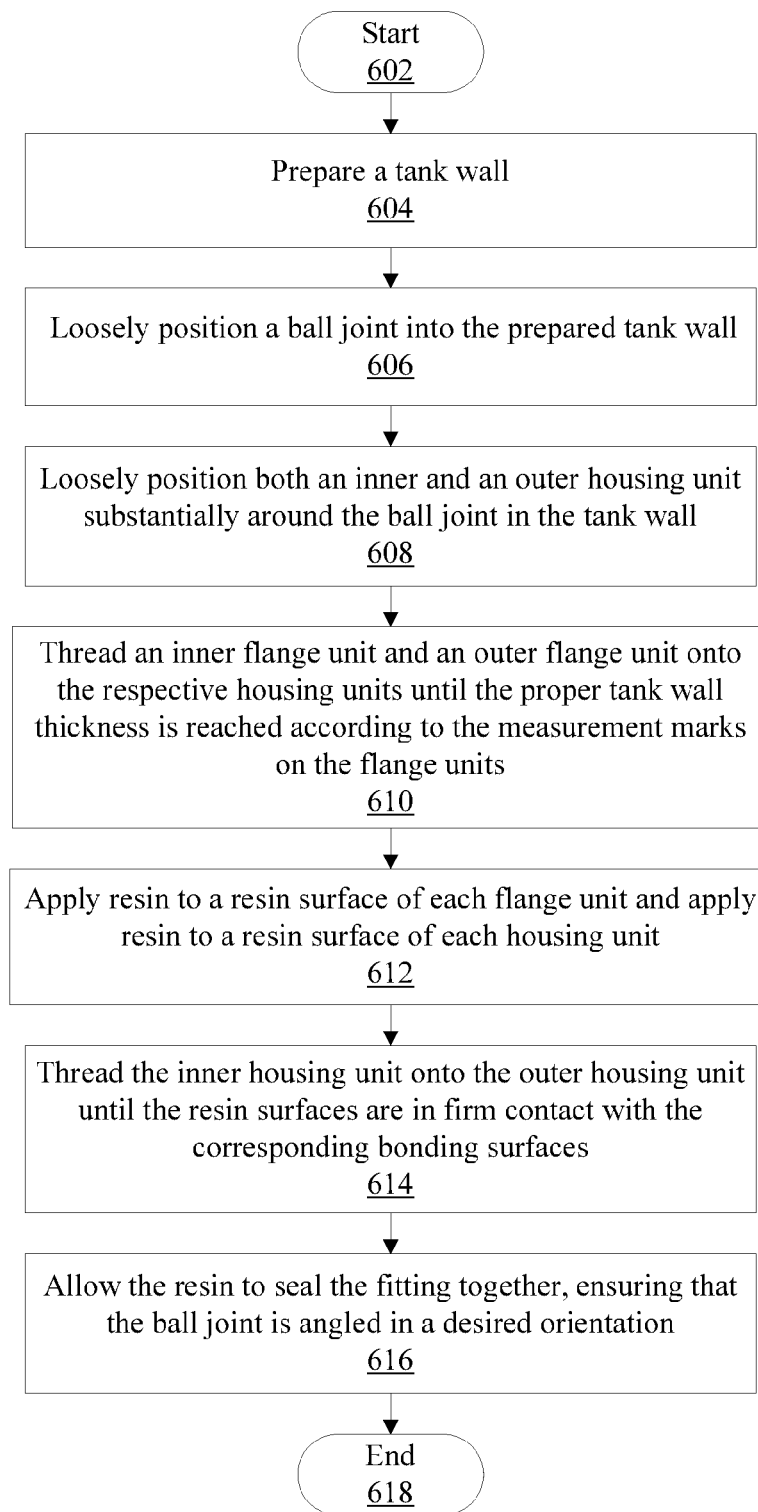 Start
602
Prepare a tank wall
604
Loosely position a ball joint into the prepared tank wall
606
Loosely position both an inner and an outer housing unit
substantially around the ball joint in the tank wall
608
Thread an inner flange unit and an outer flange unit onto
the respective housing units until the proper tank wall
thickness is reached according to the measurement marks
on the flange units
610
Apply resin to a resin surface of each flange unit and apply
resin to a resin surface of each housing unit
612
Thread the inner housing unit onto the outer housing unit
until the resin surfaces are in firm contact with the
corresponding bonding surfaces
614
Allow the resin to seal the fitting together, ensuring that
the ball joint is angled in a desired orientation
616
End
618